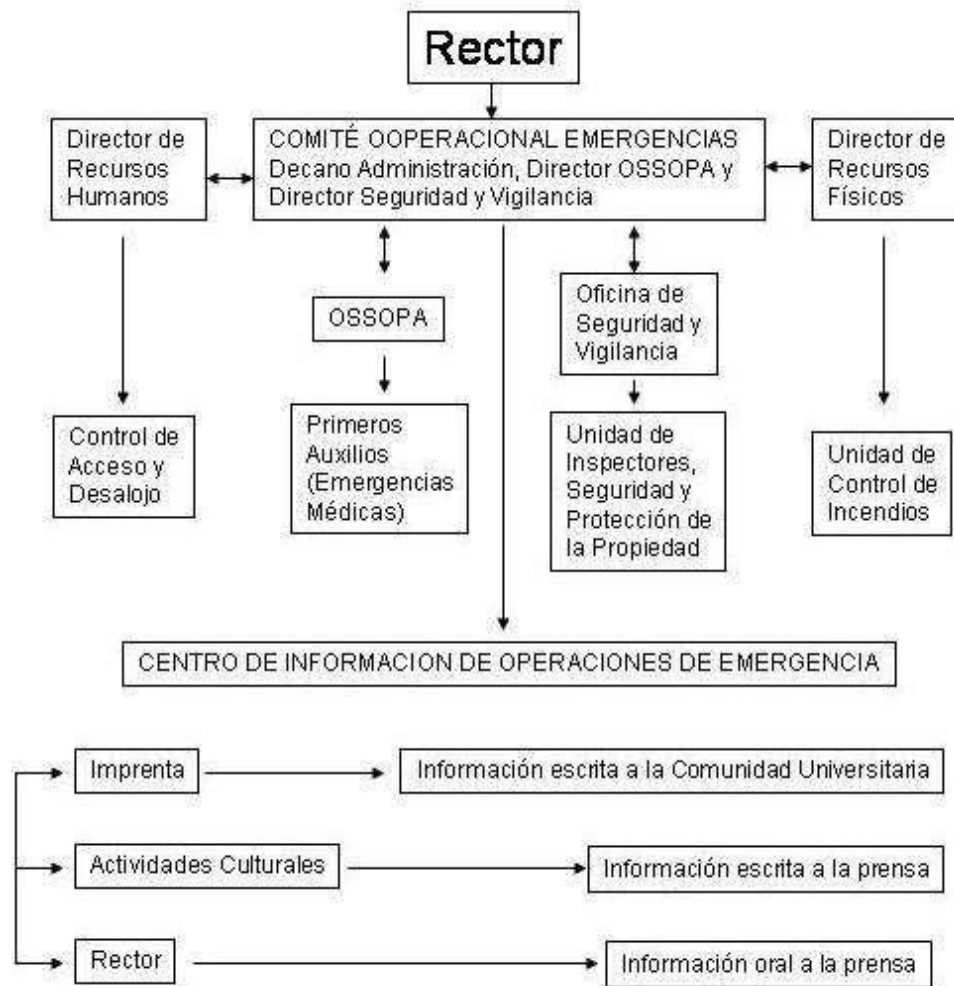 Rector
Director de
Recursos
Humanos
COMITÉ OOPERACIONAL EMERGENCIAS
Decano Administración, Director OSSOPA y
Director Seguridad y Vigilancia
Director de
Recursos
Físicos
OSSOPA
Oficina de
Seguridad y
Vigilancia
Control de
Acceso y
Desalojo
Primeros
Auxilios
(Emergencias
Médicas)
Unidad de
Inspectores,
Seguridad y
Protección de
la Propiedad
Unidad de
Control de
Incendios
CENTRO DE INFORMACION DE OPERACIONES DE EMERGENCIA
Imprenta
Información escrita a la Comunidad Universitaria
Actividades Culturales
Información escrita a la prensa
Rector
Información oral a la prensa